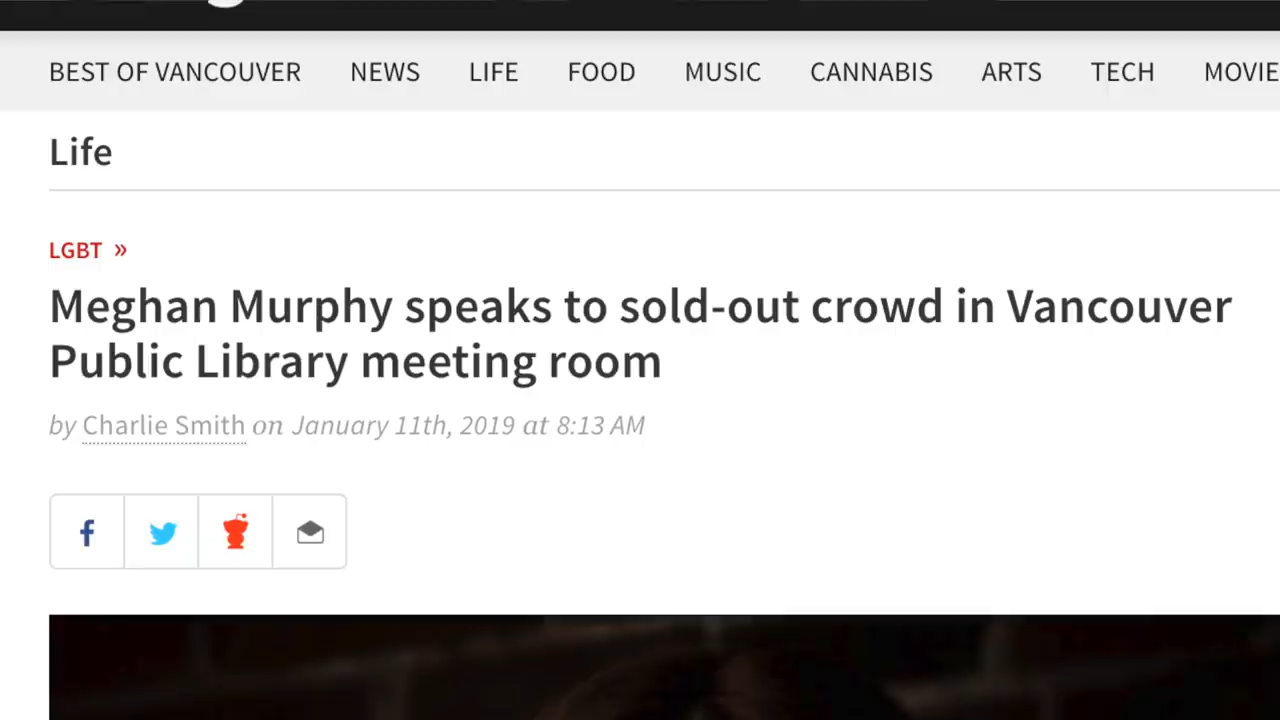 BEST OF VANCOUVER NEWS LIFE FOOD MUSIC CANNABIS ARTS TECH MOVIE
Life
LGBT »
Meghan Murphy speaks to sold-out crowd in Vancouver
Public Library meeting room
by Charlie Smith on January 11th, 2019 at 8:13 AM